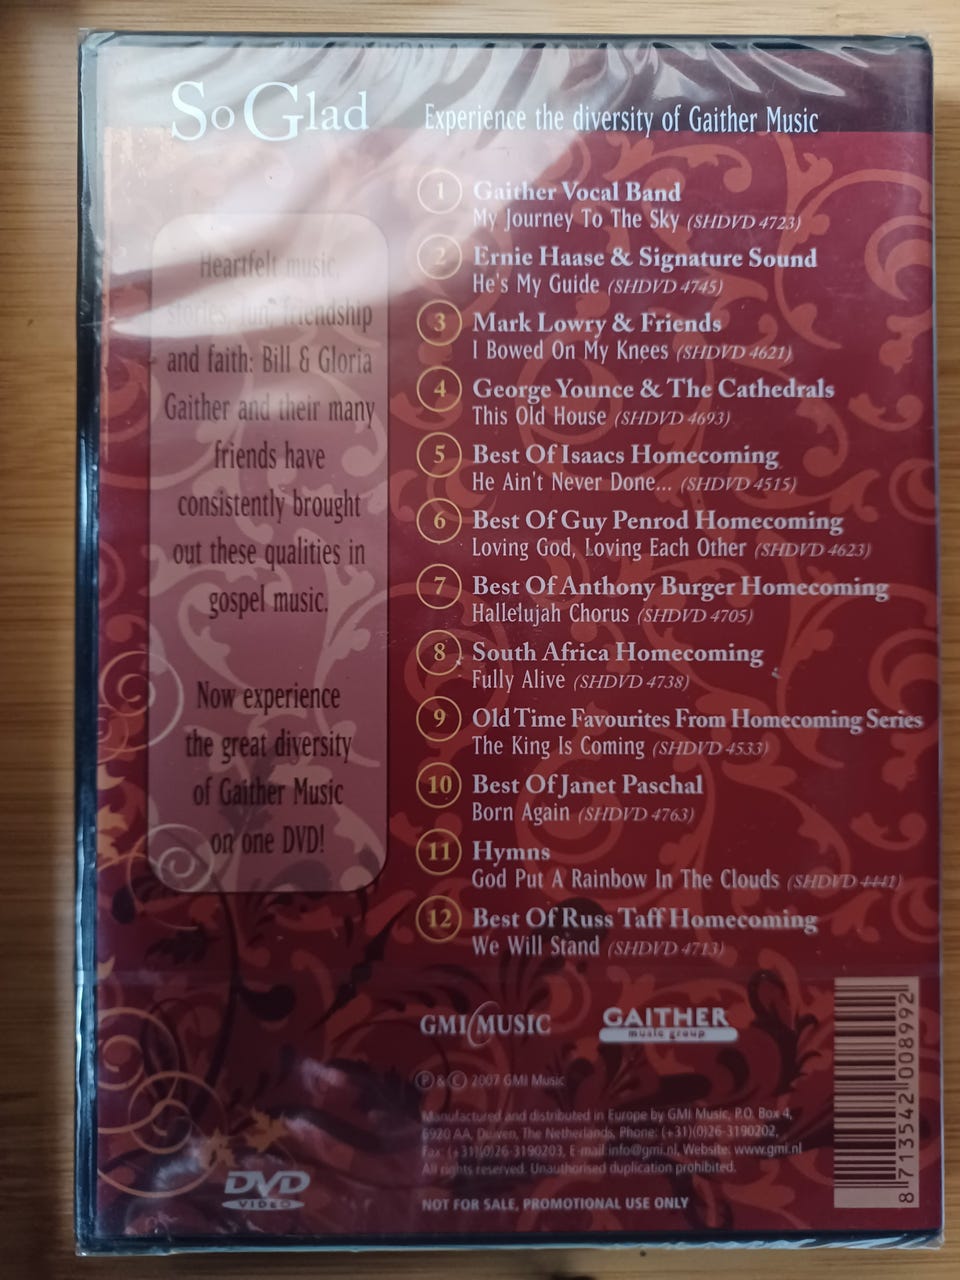 So Glad
Experience the diversity of Gaither Music
Heartfelt music,
stories, fun, friendship
and faith: Bill & Gloria
Gaither and their many
friends have
consistently brought
out these qualities in
gospel music.
Now experience
the great diversity
of Gaither Music
on one DVD!
1 Gaither Vocal Band
My Journey To The Sky (SHDVD 4723)
2 Ernie Haase & Signature Sound
He's My Guide (SHDVD 4745)
3 Mark Lowry & Friends
I Bowed On My Knees (SHDVD 4621)
4 George Younce & The Cathedrals
This Old House (SHDVD 4693)
5 Best Of Isaacs Homecoming
He Ain't Never Done... (SHDVD 4515)
6 Best Of Guy Penrod Homecoming
Loving God, Loving Each Other (SHDVD 4623)
7 Best Of Anthony Burger Homecoming
Hallelujah Chorus (SHDVD 4705)
8 South Africa Homecoming
Fully Alive (SHDVD 4738)
9 Old Time Favourites From Homecoming Series
The King Is Coming (SHDVD 4533)
10 Best Of Janet Paschal
Born Again (SHDVD 4763)
11 Hymns
God Put A Rainbow In The Clouds (SHDVD 4441)
12 Best Of Russ Taff Homecoming
We Will Stand (SHDVD 4713)
GMI MUSIC
GAITHER
music group
℗ & © 2007 GMI Music
Manufactured and distributed in Europe by GMI Music, P.O. Box 4,
6920 AA, Duiven, The Netherlands, Phone: (+31)(0)26-3190202,
Fax: (+31)(0)26-3190203, E-mail info@gmi.nl, Website: www.gmi.nl
All rights reserved. Unauthorised duplication prohibited.
NOT FOR SALE, PROMOTIONAL USE ONLY
DVD
VIDEO
8 713542 008992